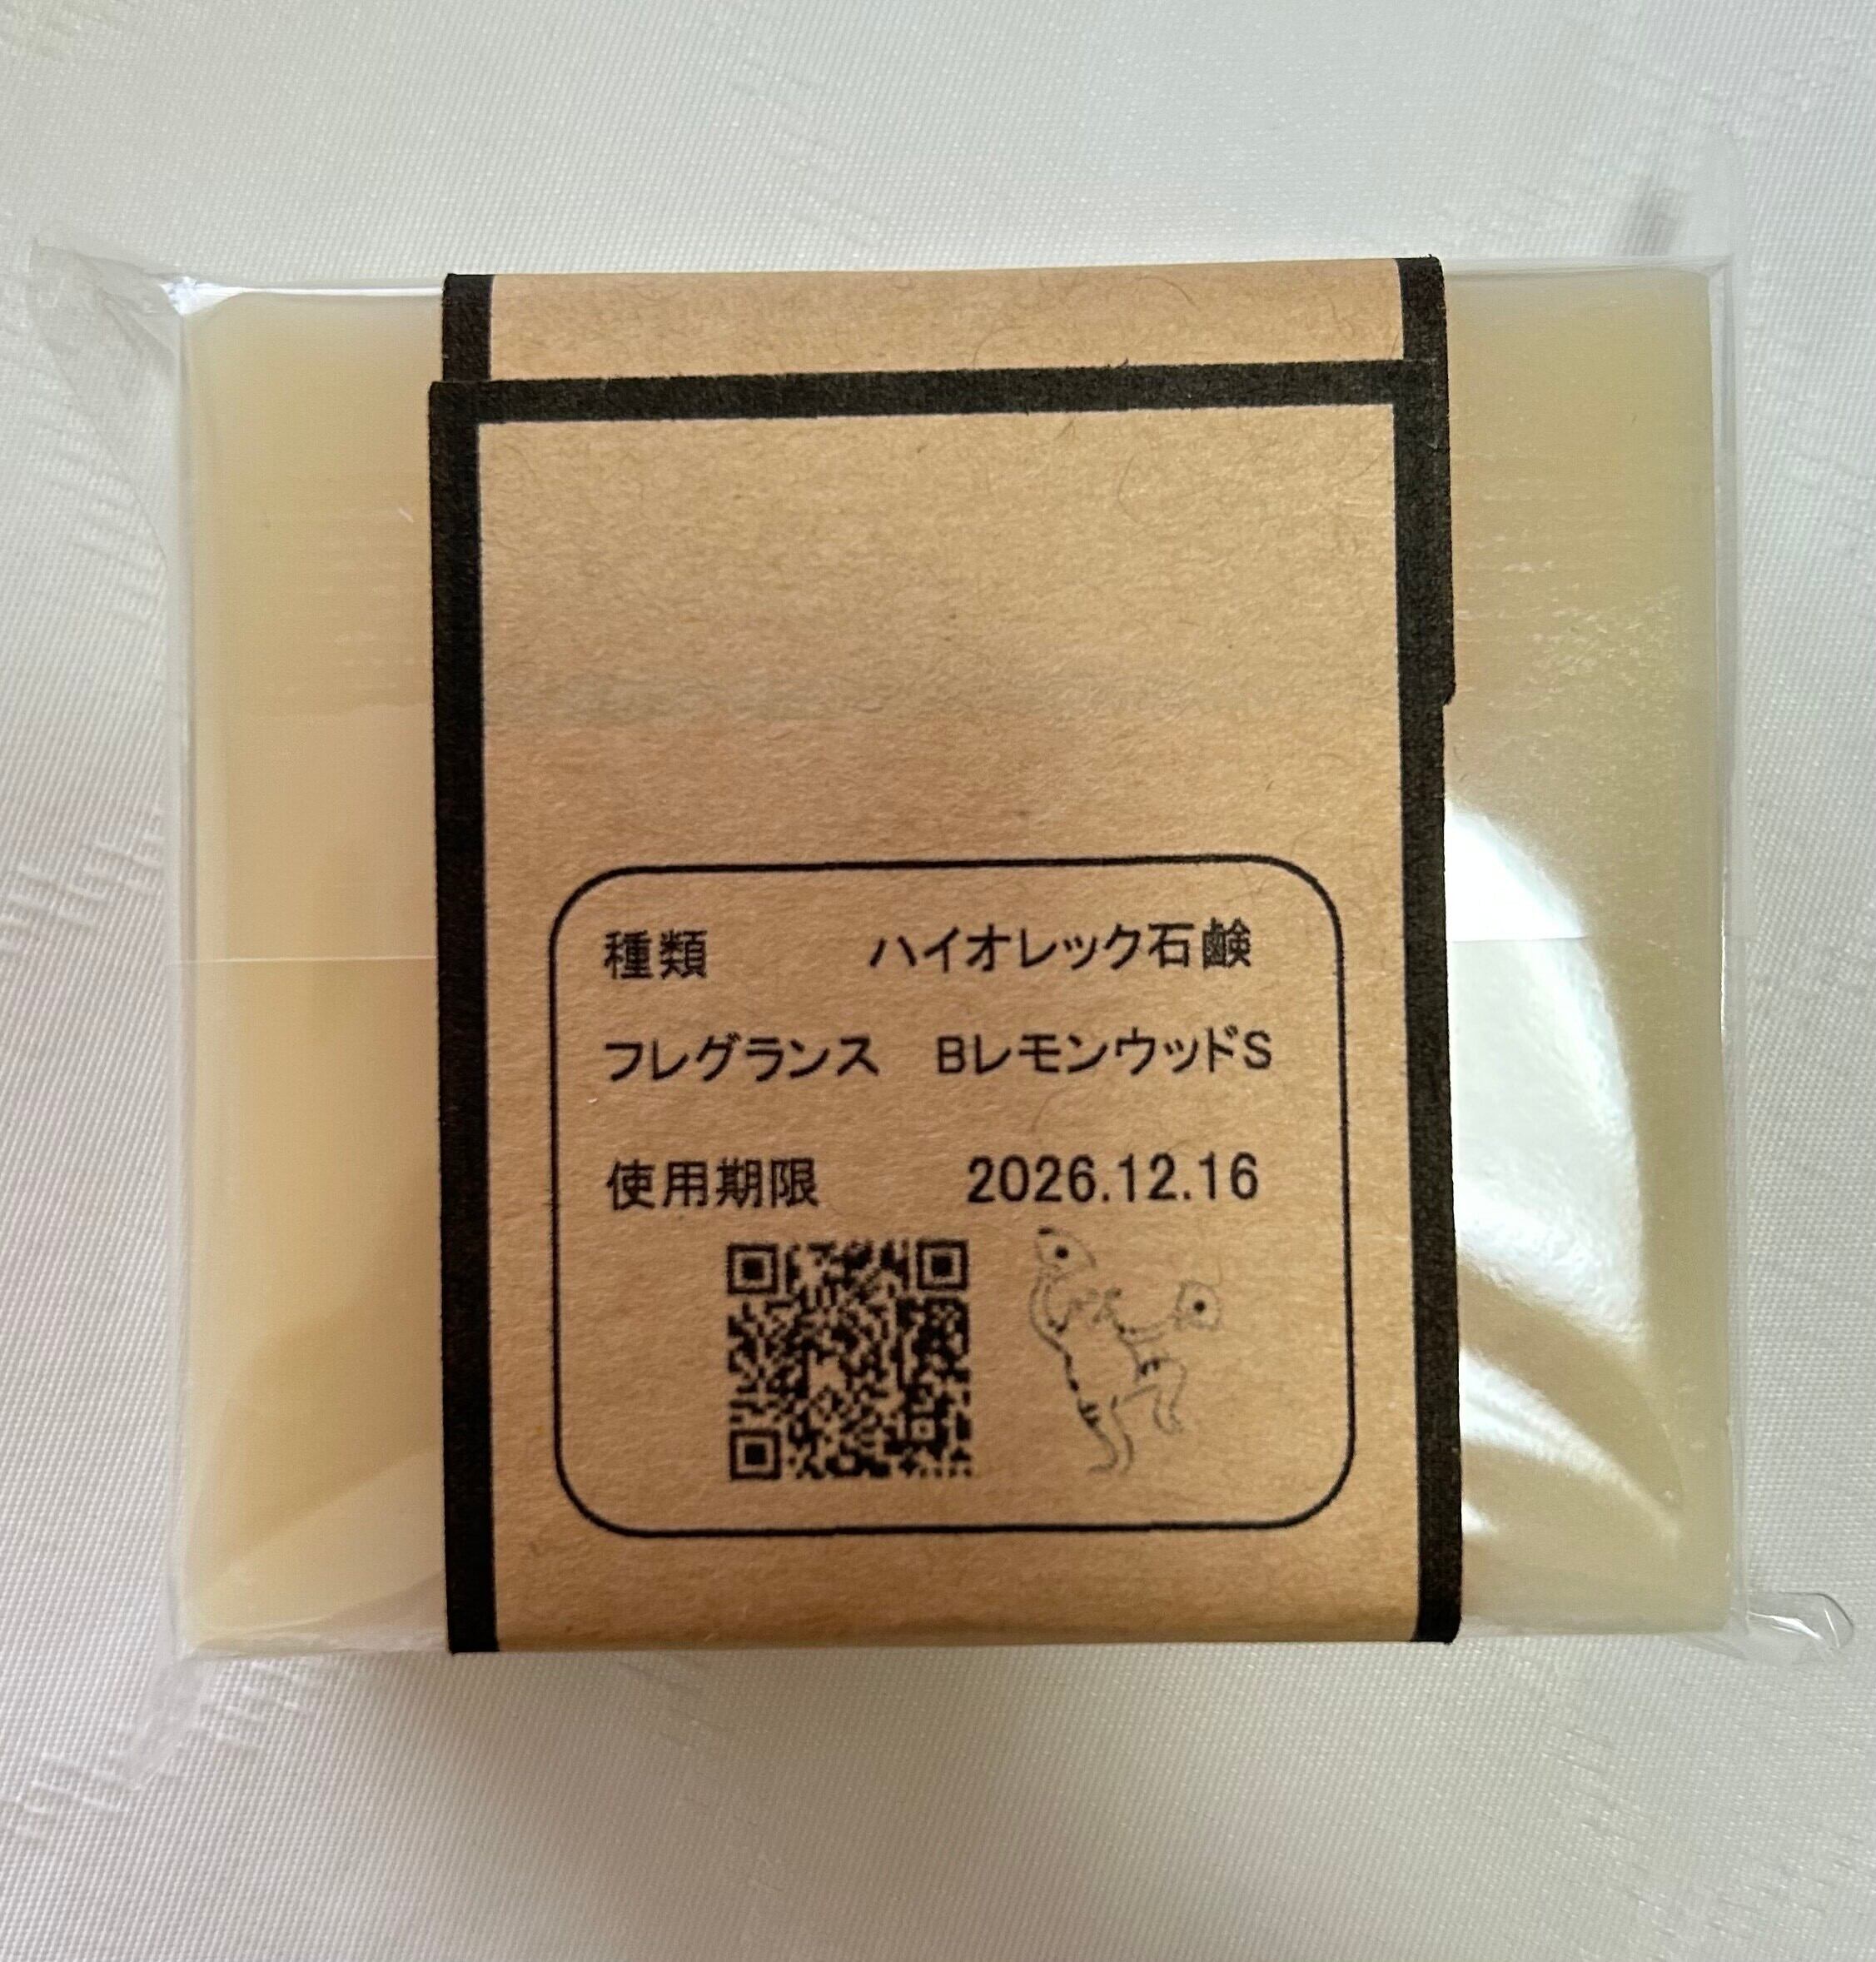 種類 ハイオレック石鹸
フレグランス BレモンウッドS
使用期限 2026.12.16